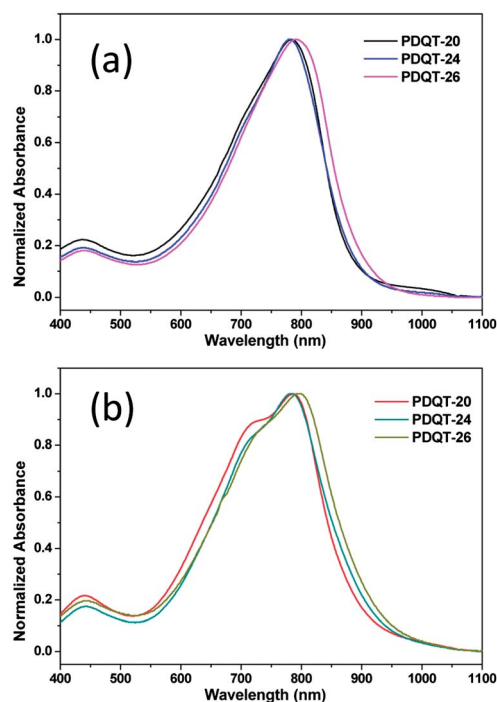 (a)
PDQT-20
PDQT-24
PDQT-26
Normalized Absorbance
1.0
0.8
0.6
0.4
0.2
0.0
400 500 600 700 800 900 1000 1100
Wavelength (nm)
(b)
PDQT-20
PDQT-24
PDQT-26
Normalized Absorbance
1.0
0.8
0.6
0.4
0.2
0.0
400 500 600 700 800 900 1000 1100
Wavelength (nm)